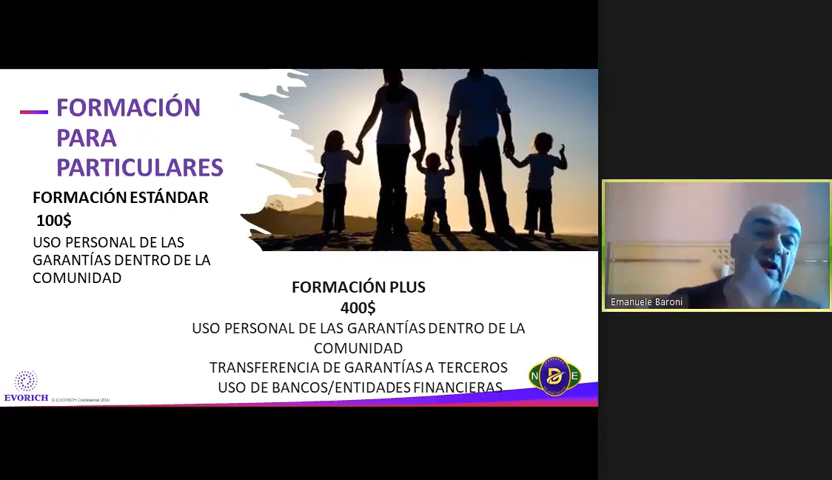 FORMACIÓN
PARA
PARTICULARES
FORMACIÓN ESTÁNDAR
100$
USO PERSONAL DE LAS
GARANTÍAS DENTRO DE LA
COMUNIDAD
FORMACIÓN PLUS
400$
USO PERSONAL DE LAS GARANTÍAS DENTRO DE LA
COMUNIDAD
TRANSFERENCIA DE GARANTÍAS A TERCEROS
USO DE BANCOS/ENTIDADES FINANCIERAS
N D E
EVORICH
Emanuele Baroni